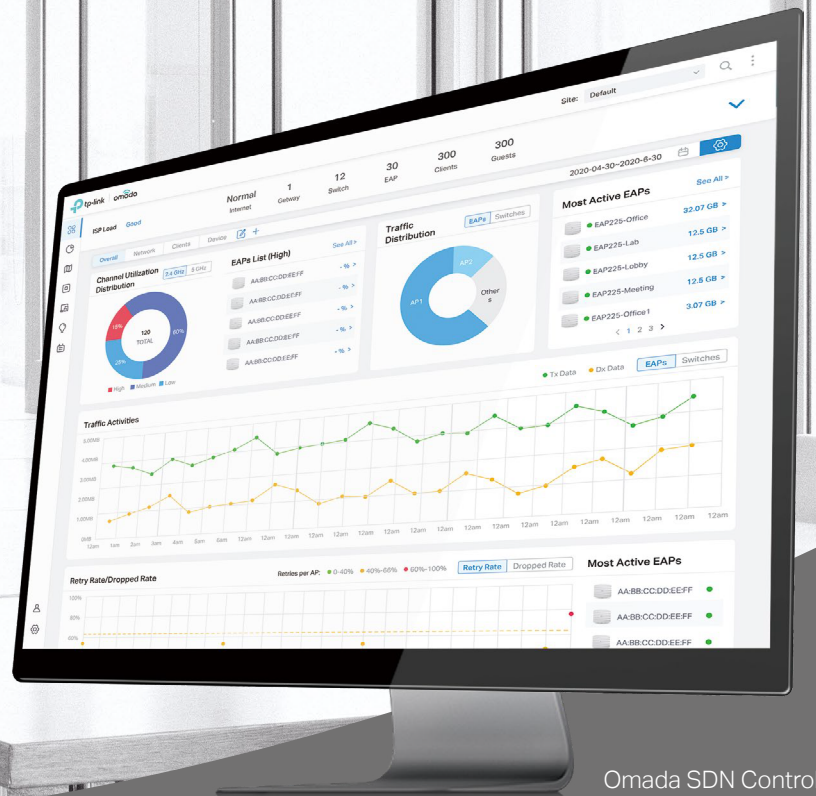 Site: Default
tp-link omada
Normal 1 12 30 300 300
Internet Getway Switch EAP Clients Guests
ISP Load Good
2020-04-30~2020-6-30
Overall Network Clients Device
Channel Utilization Distribution 2.4 GHz 5 GHz
120 TOTAL
60%
High Medium Low
EAPs List (High) See All >
AA:BB:CC:DD:EE:FF - % >
AA:BB:CC:DD:EE:FF - % >
AA:BB:CC:DD:EE:FF - % >
AA:BB:CC:DD:EE:FF - % >
AA:BB:CC:DD:EE:FF - % >
Traffic Distribution EAPs Switches
AP1
AP2
Other
s
Most Active EAPs See All >
EAP225-Office 32.07 GB >
EAP225-Lab 12.5 GB >
EAP225-Lobby 12.5 GB >
EAP225-Meeting 12.5 GB >
EAP225-Office1 3.07 GB >
< 1 2 3 >
Traffic Activities
Tx Data Dx Data EAPs Switches
5.00MB
4.00MB
3.00MB
2.00MB
1.00MB
0MB
12am 1am 2am 3am 4am 5am 8am 12am 12am 12am 12am 12am 12am 12am 12am 12am 12am 12am 12am 12am
Retry Rate/Dropped Rate
Retries per AP: 0-40% 40%-66% 60%-100% Retry Rate Dropped Rate
100%
80%
60%
Most Active EAPs
AA:BB:CC:DD:EE:FF
AA:BB:CC:DD:EE:FF
AA:BB:CC:DD:EE:FF
Omada SDN Contro